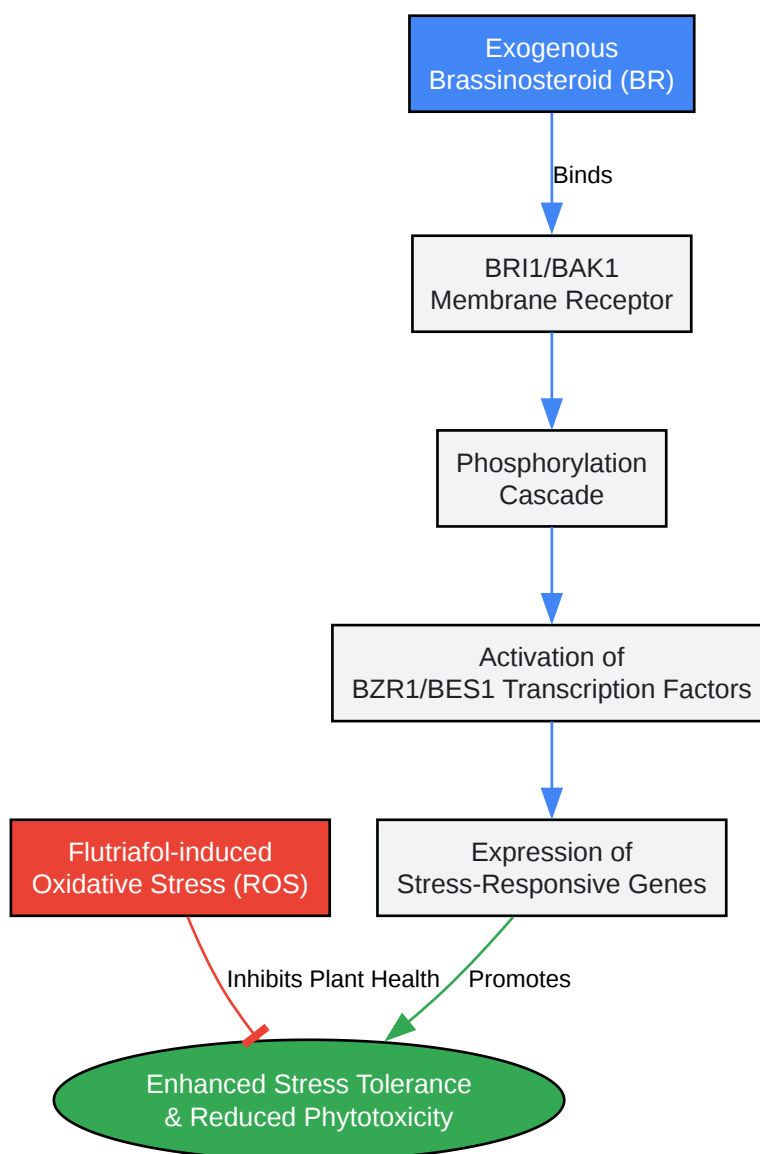 Exogenous
Brassinosteroid (BR)
Binds
BRI1/BAK1
Membrane Receptor
Phosphorylation
Cascade
Activation of
BZR1/BES1 Transcription Factors
Flutriafol-induced
Oxidative Stress (ROS)
Expression of
Stress-Responsive Genes
Inhibits Plant Health
Promotes
Enhanced Stress Tolerance
& Reduced Phytotoxicity